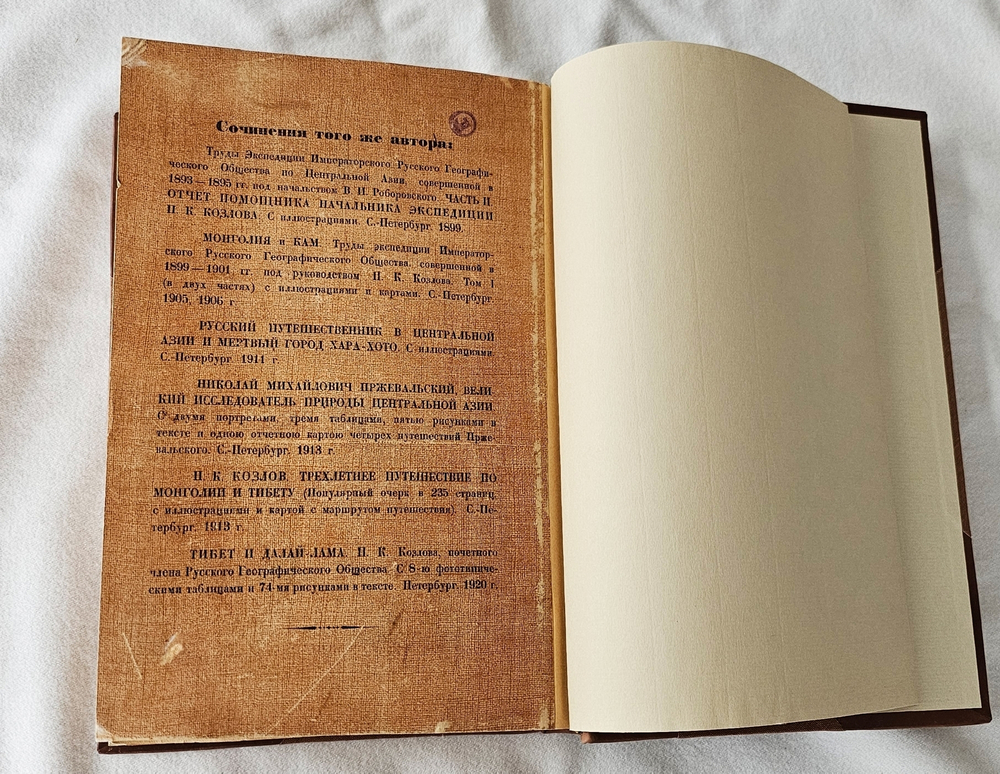 Сочинения того же автора:
Труды Экспедиции Императорского Русского Географи-
ческого Общества по Центральной Азии, совершенной в
1893—1895 гг. под начальством В. И. Роборовского. ЧАСТЬ II.
ОТЧЕТ ПОМОЩНИКА НАЧАЛЬНИКА ЭКСПЕДИЦИИ
П. К. КОЗЛОВА. С иллюстрациями. С.-Петербург. 1899.
МОНГОЛИЯ и КАМ. Труды экспедиции Император-
ского Русского Географического Общества, совершенной в
1899—1901 гг. под руководством П. К. Козлова. Том I
(в двух частях) с иллюстрациями и картами. С.-Петербург.
1905, 1906 г.
РУССКИЙ ПУТЕШЕСТВЕННИК В ЦЕНТРАЛЬНОЙ
АЗИИ И МЕРТВЫЙ ГОРОД ХАРА-ХОТО. С иллюстрациями.
С.-Петербург. 1911 г.
НИКОЛАЙ МИХАЙЛОВИЧ ПРЖЕВАЛЬСКИЙ, ВЕЛИ-
КИЙ ИССЛЕДОВАТЕЛЬ ПРИРОДЫ ЦЕНТРАЛЬНОЙ АЗИИ.
С двумя портретами, тремя таблицами, пятью рисунками в
тексте и одною отчетною картою четырех путешествий Прже-
вальского. С.-Петербург. 1913 г.
П. К. КОЗЛОВ. ТРЕХЛЕТНЕЕ ПУТЕШЕСТВИЕ ПО
МОНГОЛИИ И ТИБЕТУ (Популярный очерк в 235 страниц,
с иллюстрациями и картой с маршрутом путешествия). С.-Пе-
тербург. 1913 г.
ТИБЕТ И ДАЛАЙ-ЛАМА. П. К. Козлова, почетного
члена Русского Географического Общества. С 8-ю фототипиче-
скими таблицами и 74-мя рисунками в тексте. Петербург. 1920 г.